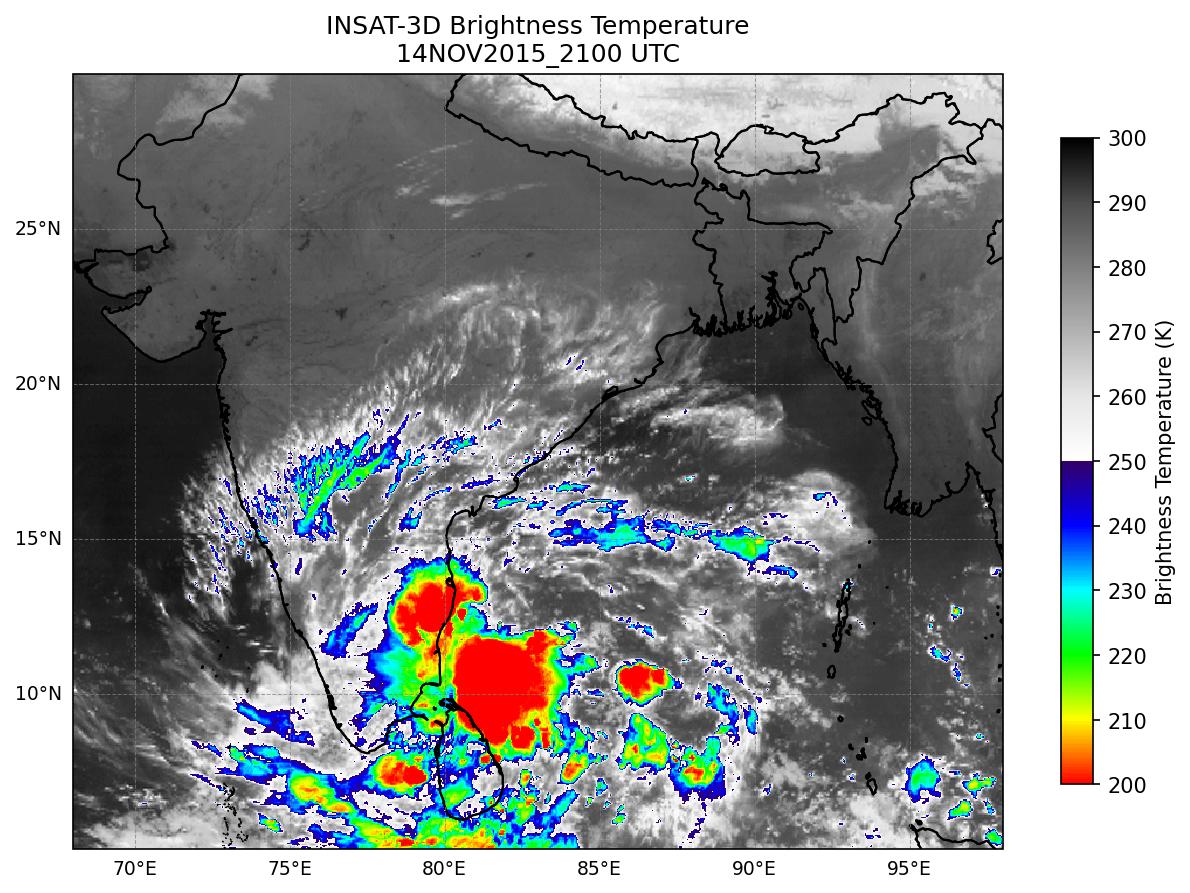 INSAT-3D Brightness Temperature
14NOV2015_2100 UTC
25°N
20°N
15°N
10°N
70°E
75°E
80°E
85°E
90°E
95°E
300
290
280
270
260
250
240
230
220
210
200
Brightness Temperature (K)